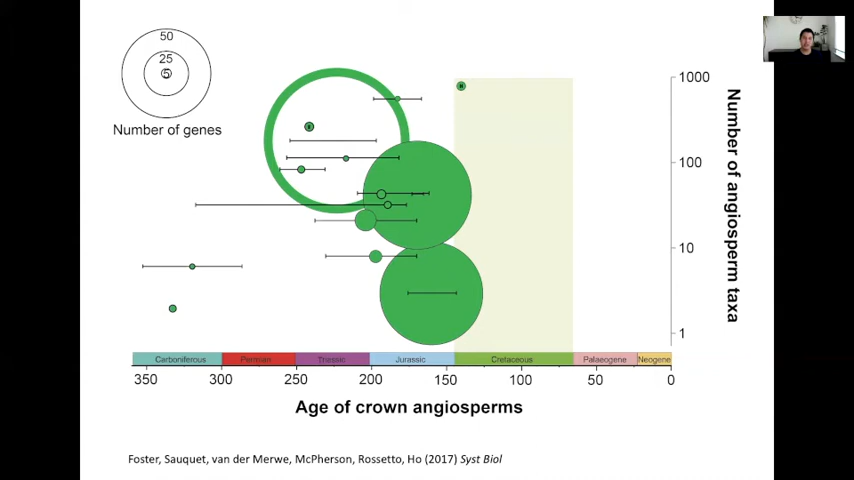 50
25
5
Number of genes
1000
100
10
1
Number of angiosperm taxa
Carboniferous Permian Triassic Jurassic Cretaceous Palaeogene Neogene
350 300 250 200 150 100 50 0
Age of crown angiosperms
Foster, Sauquet, van der Merwe, McPherson, Rossetto, Ho (2017) Syst Biol